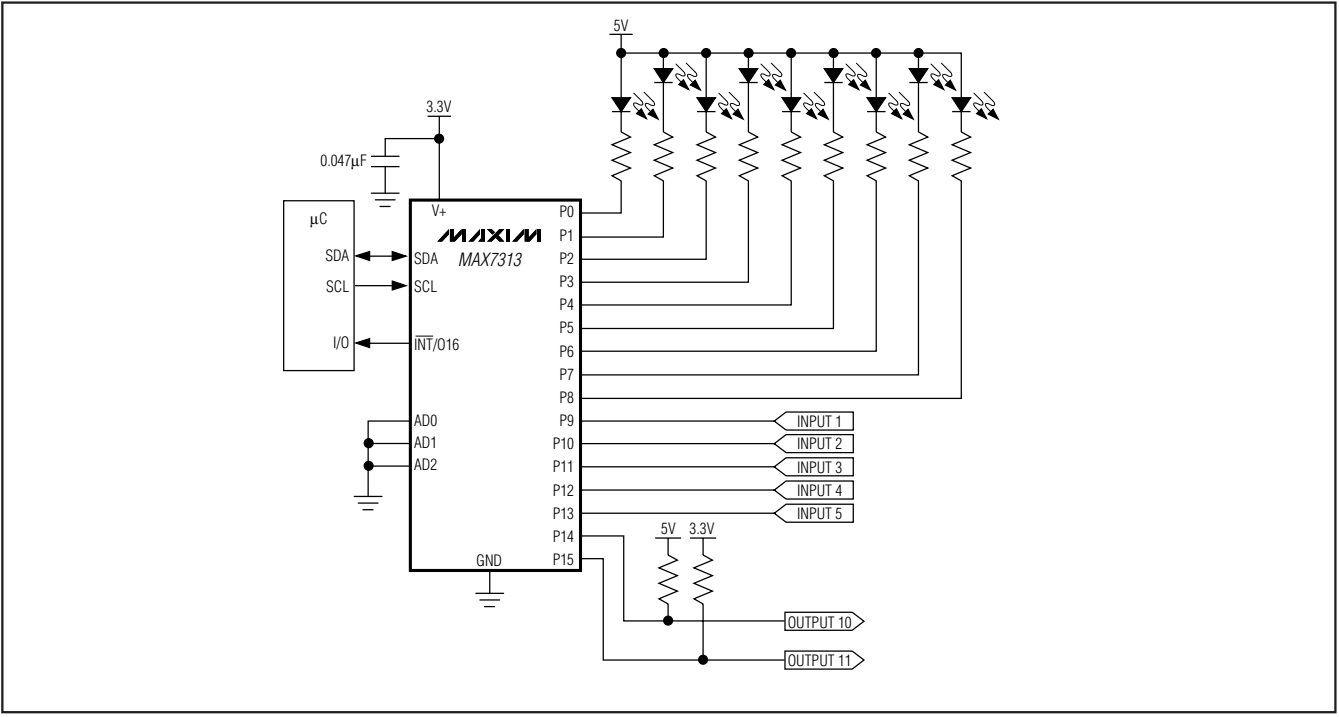 5V
3.3V
0.047µF
µC
SDA
SCL
I/O
V+
MAXIM
MAX7313
SDA
SCL
I̅N̅T̅/O16
AD0
AD1
AD2
GND
P0
P1
P2
P3
P4
P5
P6
P7
P8
P9
P10
P11
P12
P13
P14
P15
INPUT 1
INPUT 2
INPUT 3
INPUT 4
INPUT 5
5V
3.3V
OUTPUT 10
OUTPUT 11